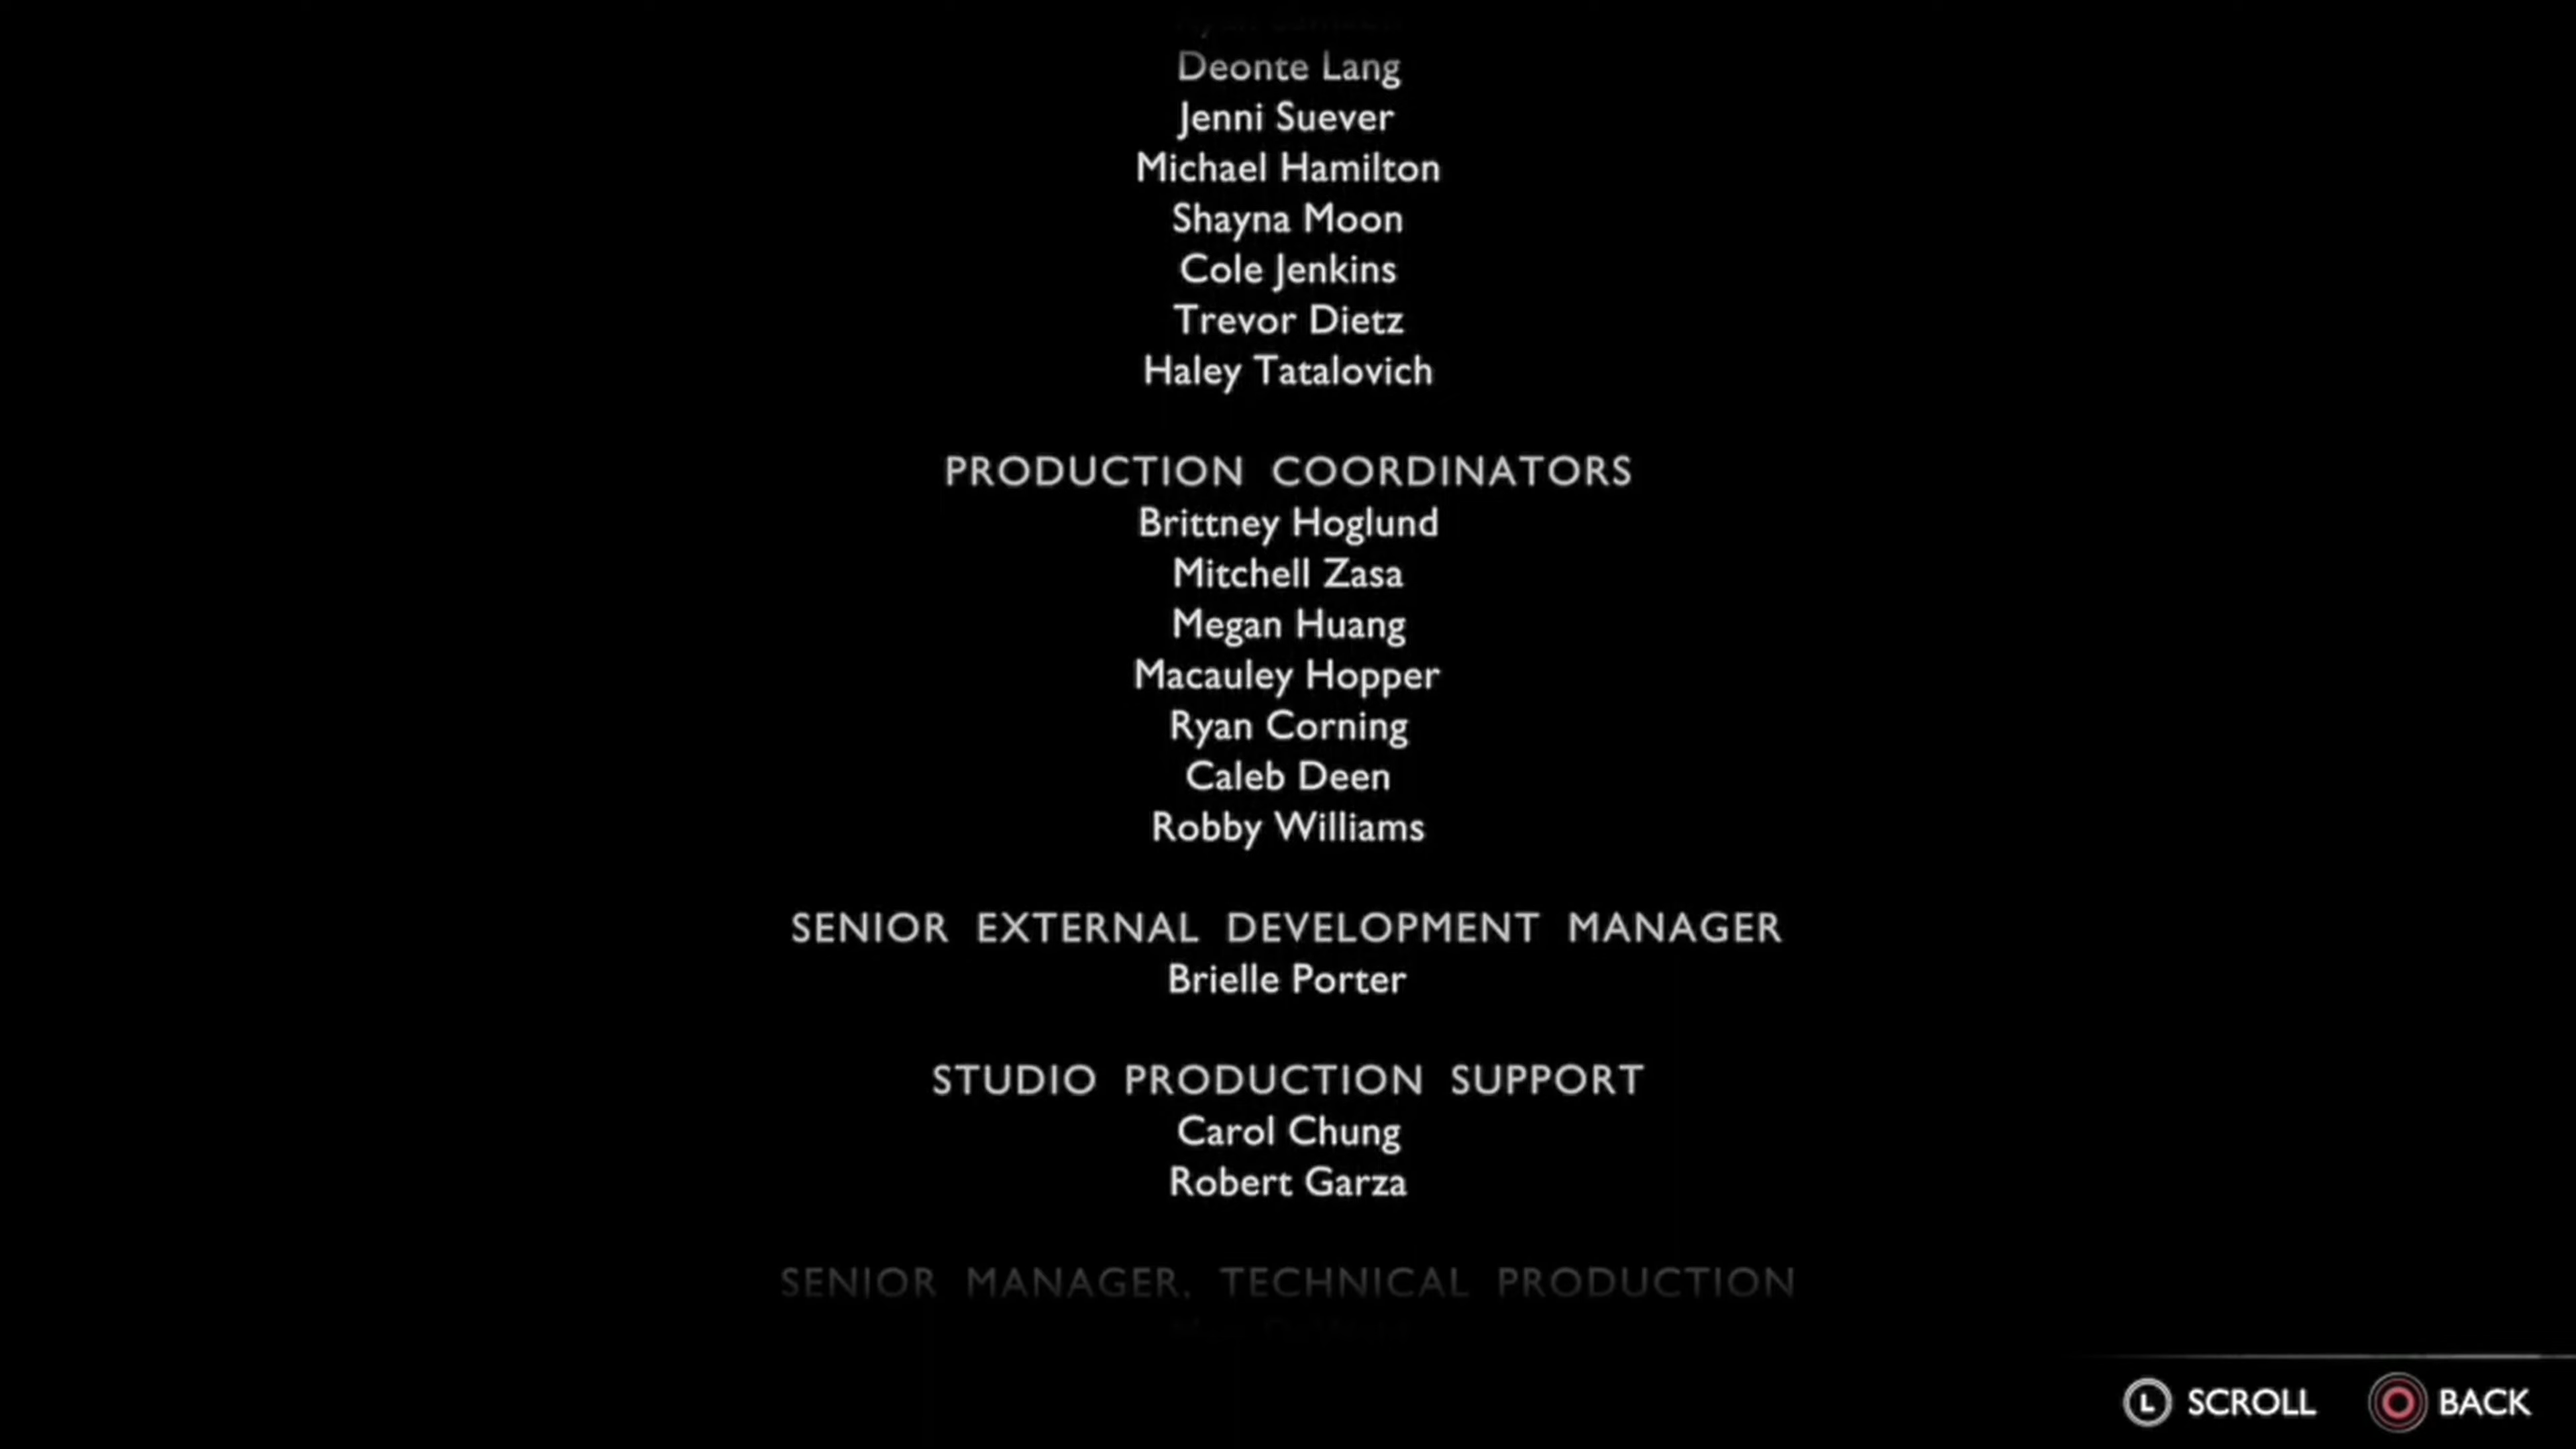 Deonte Lang
Jenni Suever
Michael Hamilton
Shayna Moon
Cole Jenkins
Trevor Dietz
Haley Tatalovich
PRODUCTION COORDINATORS
Brittney Hoglund
Mitchell Zasa
Megan Huang
Macauley Hopper
Ryan Corning
Caleb Deen
Robby Williams
SENIOR EXTERNAL DEVELOPMENT MANAGER
Brielle Porter
STUDIO PRODUCTION SUPPORT
Carol Chung
Robert Garza
SENIOR MANAGER, TECHNICAL PRODUCTION
L SCROLL BACK